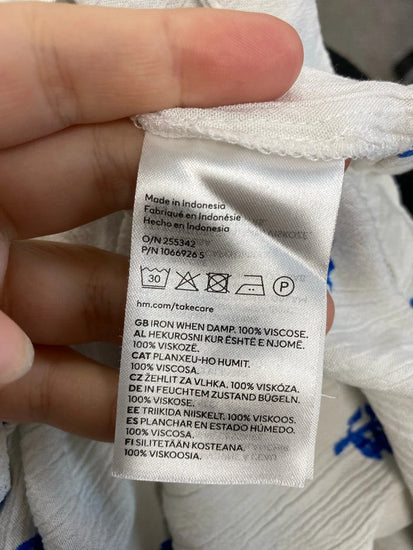 Made in Indonesia
Fabriqué en Indonésie
Hecho en Indonesia
O/N 255342
P/N 1066926 S
30
P
hm.com/takecare
GB IRON WHEN DAMP. 100% VISCOSE.
AL HEKUROSNI KUR ËSHTË E NJOMË.
100% VISKOZË.
CAT PLANXEU-HO HUMIT.
100% VISCOSA.
CZ ŽEHLIT ZA VLHKA. 100% VISKÓZA.
DE IN FEUCHTEM ZUSTAND BÜGELN.
100% VISKOSE.
EE TRIIKIDA NIISKELT. 100% VISKOOS.
ES PLANCHAR EN ESTADO HÚMEDO.
100% VISCOSA.
FI SILITETÄÄN KOSTEANA.
100% VISKOOSIA.